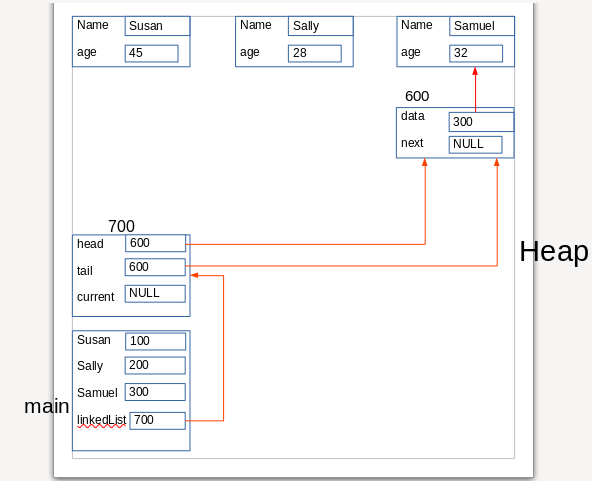 Name Susan
age 45
Name Sally
age 28
Name Samuel
age 32
600
data 300
next NULL
700
head 600
tail 600
current NULL
Heap
main
Susan 100
Sally 200
Samuel 300
linkedList 700